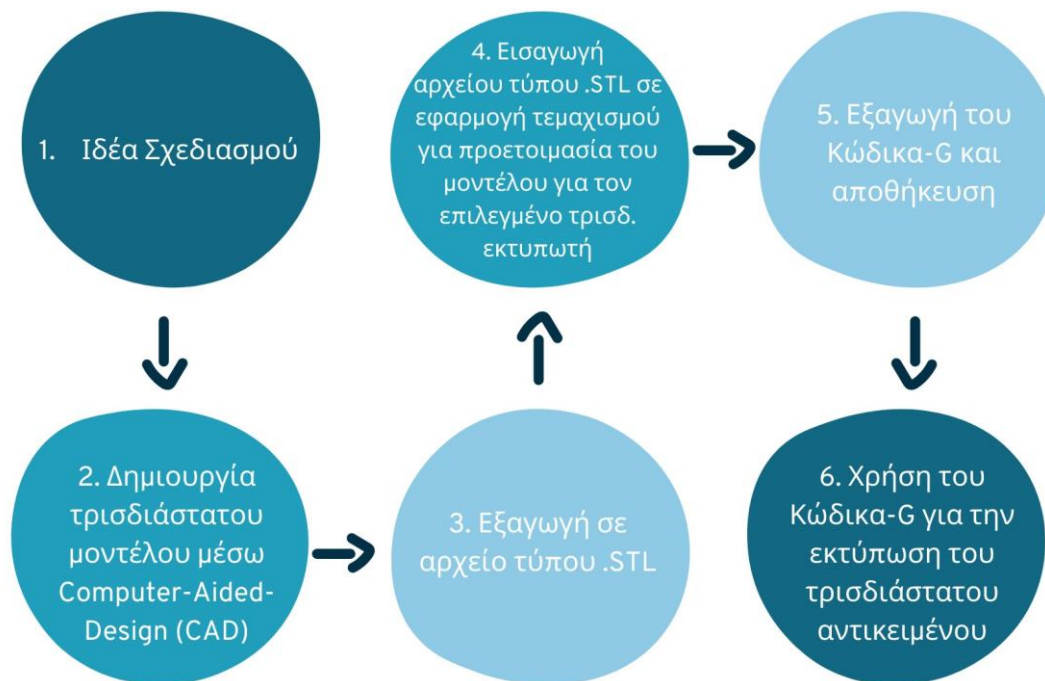 1. Ιδέα Σχεδιασμού
2. Δημιουργία
τρισδιάστατου
μοντέλου μέσω
Computer-Aided-
Design (CAD)
3. Εξαγωγή σε
αρχείο τύπου .STL
4. Εισαγωγή
αρχείου τύπου .STL σε
εφαρμογή τεμαχισμού
για προετοιμασία του
μοντέλου για τον
επιλεγμένο τρισδ.
εκτυπωτή
5. Εξαγωγή του
Κώδικα-G και
αποθήκευση
6. Χρήση του
Κώδικα-G για την
εκτύπωση του
τρισδιάστατου
αντικειμένου